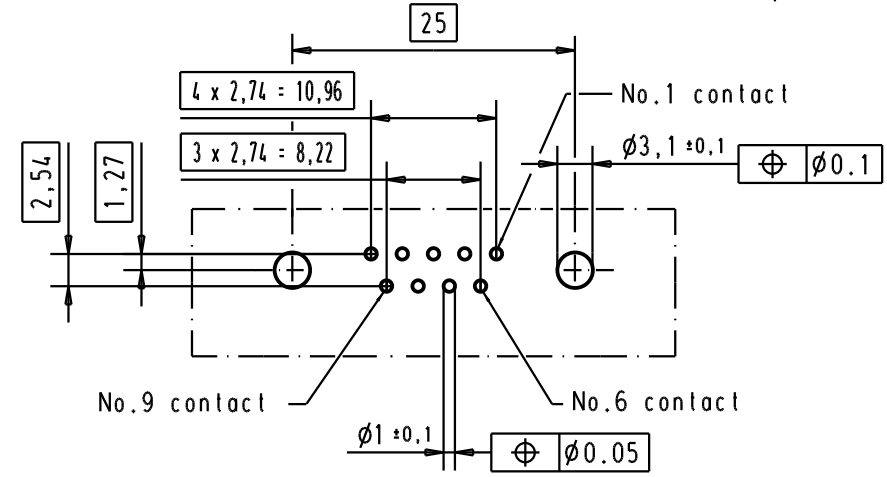 25
4 x 2,74 = 10,96
No.1 contact
3 x 2,74 = 8,22
Ø3,1 ±0,1
⌖ Ø0.1
2,54
1,27
No.9 contact
No.6 contact
Ø1 ±0,1
⌖ Ø0.05